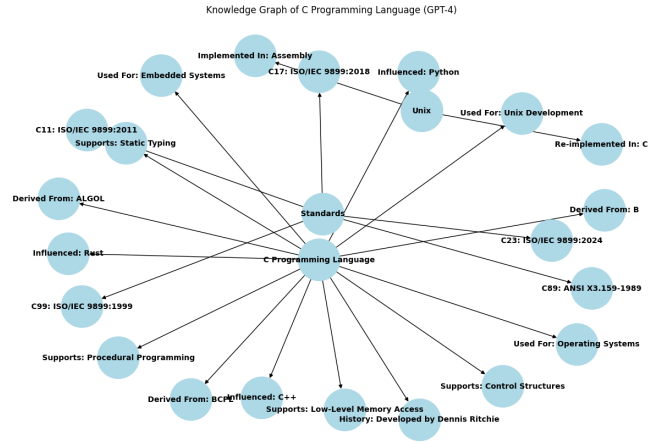 Knowledge Graph of C Programming Language (GPT-4)
Implemented In: Assembly
C17: ISO/IEC 9899:2018
Influenced: Python
Used For: Embedded Systems
Unix
Used For: Unix Development
C11: ISO/IEC 9899:2011
Supports: Static Typing
Re-implemented In: C
Derived From: ALGOL
Standards
Derived From: B
C23: ISO/IEC 9899:2024
Influenced: Rust
C Programming Language
C89: ANSI X3.159-1989
C99: ISO/IEC 9899:1999
Used For: Operating Systems
Supports: Procedural Programming
Supports: Control Structures
Derived From: BCPL
Influenced: C++
Supports: Low-Level Memory Access
History: Developed by Dennis Ritchie